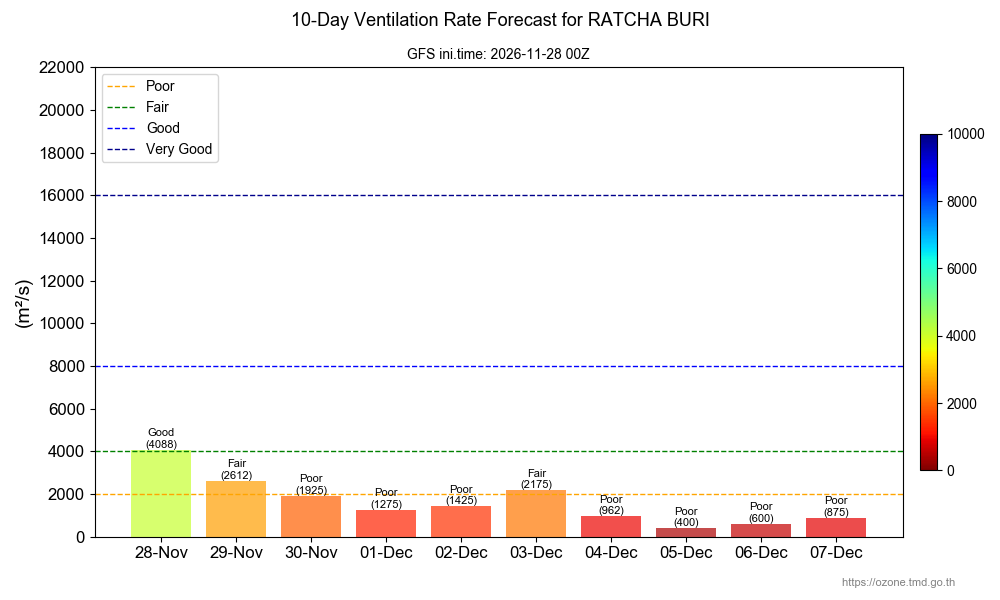 10-Day Ventilation Rate Forecast for RATCHA BURI
GFS ini.time: 2026-11-28 00Z
22000
20000
18000
16000
14000
12000
10000
8000
6000
4000
2000
0
(m²/s)
Poor
Fair
Good
Very Good
Good
(4088)
Fair
(2612)
Poor
(1925)
Poor
(1275)
Poor
(1425)
Fair
(2175)
Poor
(962)
Poor
(400)
Poor
(600)
Poor
(875)
28-Nov 29-Nov 30-Nov 01-Dec 02-Dec 03-Dec 04-Dec 05-Dec 06-Dec 07-Dec
10000
8000
6000
4000
2000
0
https://ozone.tmd.go.th